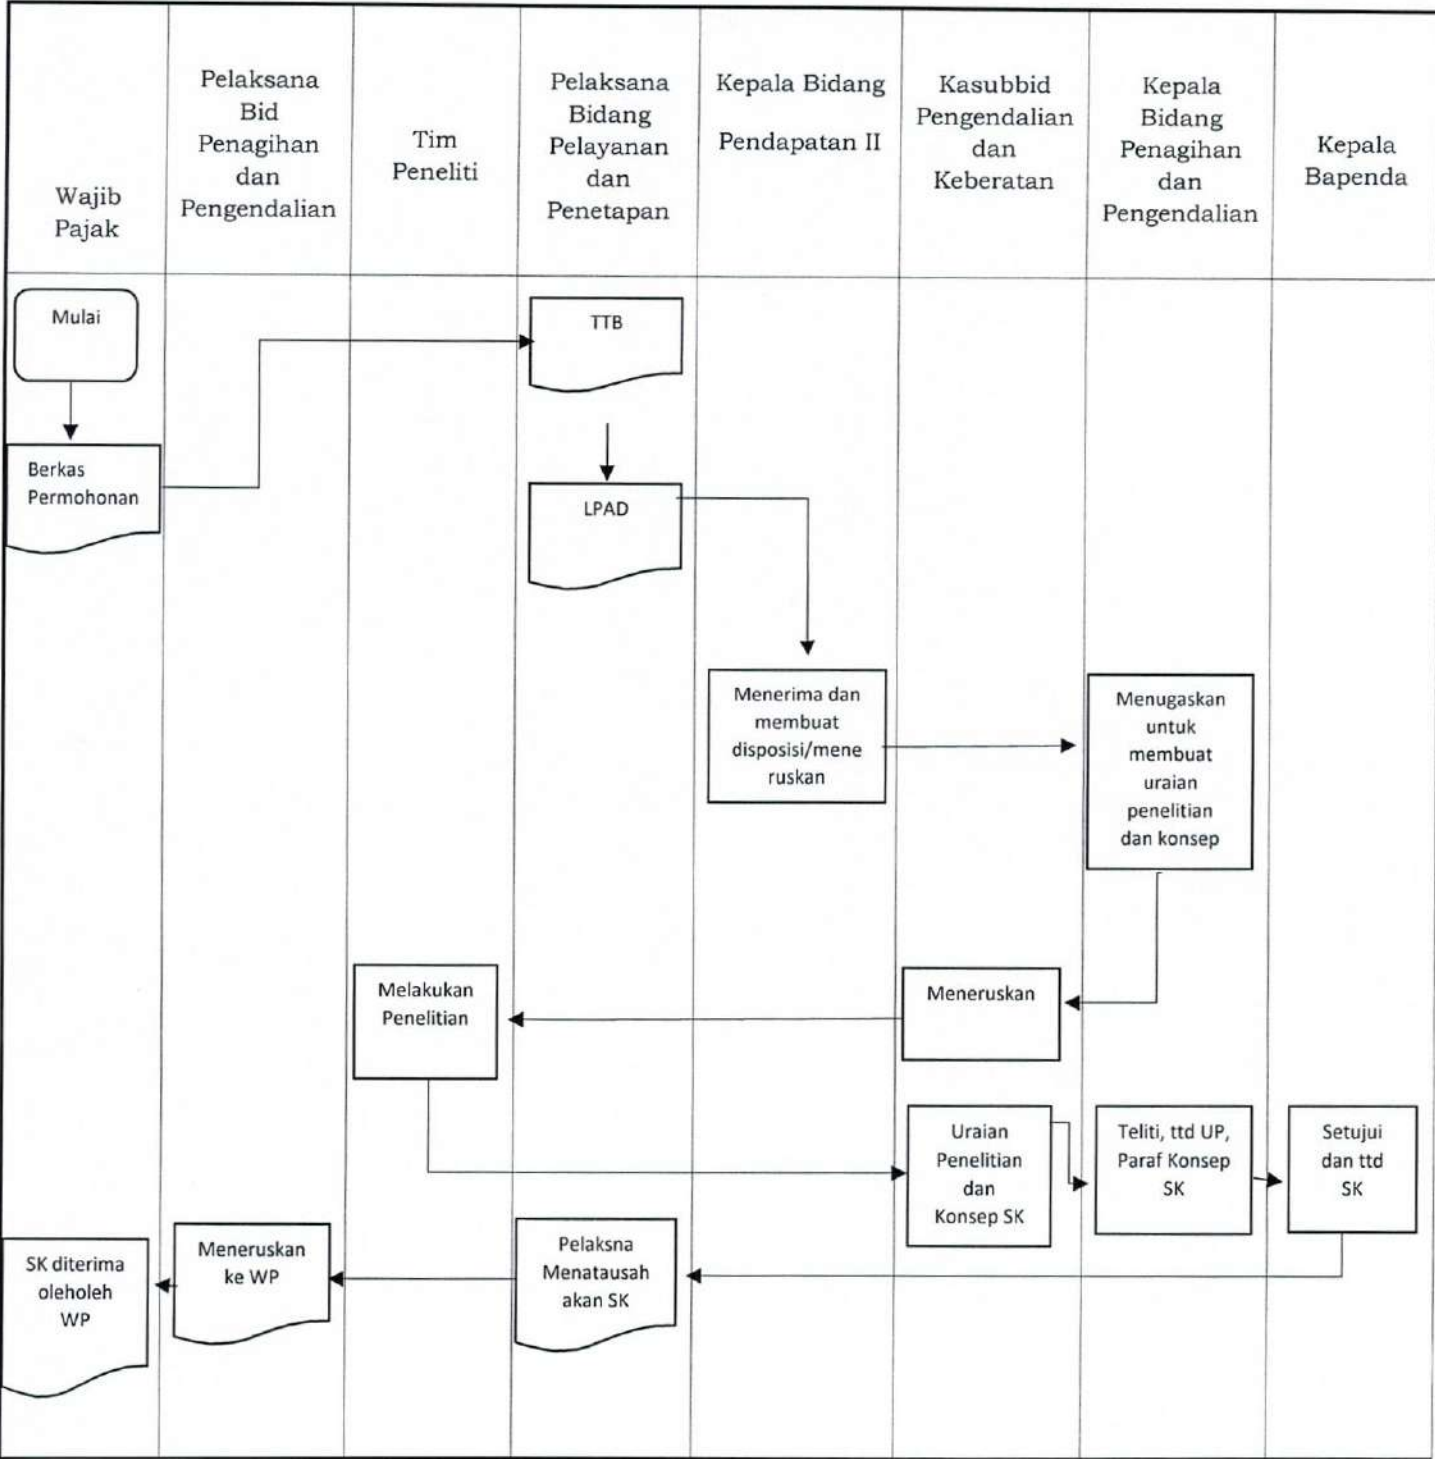 Wajib
Pajak
Pelaksana
Bid
Penagihan
dan
Pengendalian
Tim
Peneliti
Pelaksana
Bidang
Pelayanan
dan
Penetapan
Kepala Bidang
Pendapatan II
Kasubbid
Pengendalian
dan
Keberatan
Kepala
Bidang
Penagihan
dan
Pengendalian
Kepala
Bapenda
Mulai
TTB
Berkas
Permohonan
LPAD
Menerima dan
membuat
disposisi/mene
ruskan
Menugaskan
untuk
membuat
uraian
penelitian
dan konsep
Melakukan
Penelitian
Meneruskan
Uraian
Penelitian
dan
Konsep SK
Teliti, ttd UP,
Paraf Konsep
SK
Setujui
dan ttd
SK
SK diterima
oleholeh
WP
Meneruskan
ke WP
Pelaksna
Menatausah
akan SK